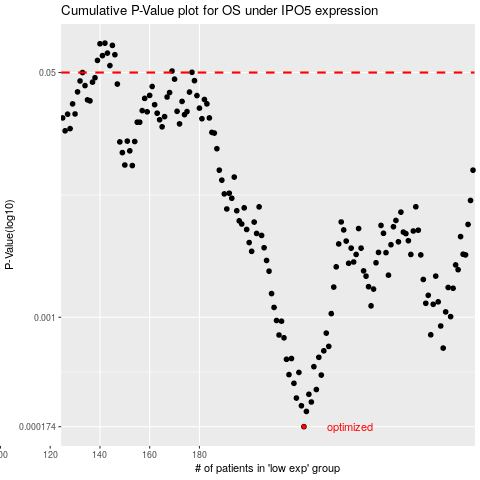 Cumulative P-Value plot for OS under IPO5 expression
P-Value(log10)
0.05
0.001
0.000174
optimized
00 120 140 160 180
# of patients in 'low exp' group